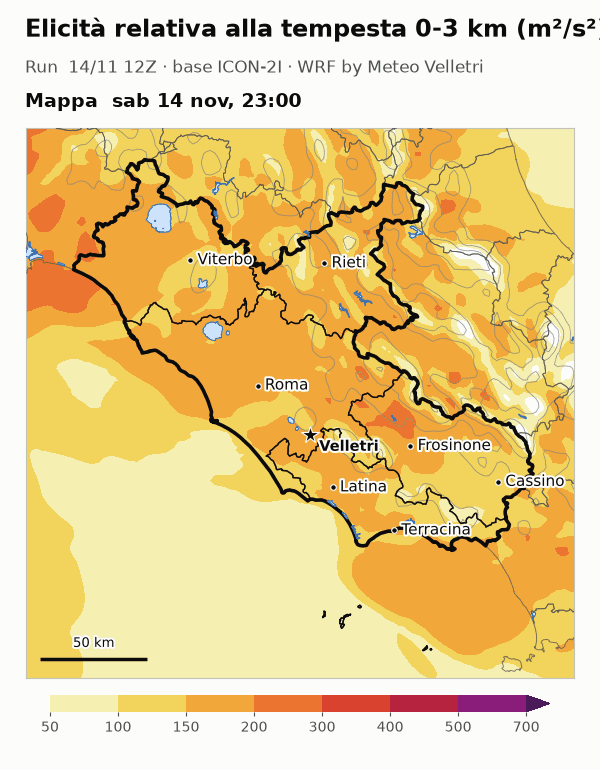 Elicità relativa alla tempesta 0-3 km (m²/s²)
Run  14/11 12Z · base ICON-2I · WRF by Meteo Velletri
Mappa  sab 14 nov, 23:00
Viterbo
Rieti
Roma
Velletri
Frosinone
Cassino
Latina
Terracina
50 km
50 100 150 200 300 400 500 700